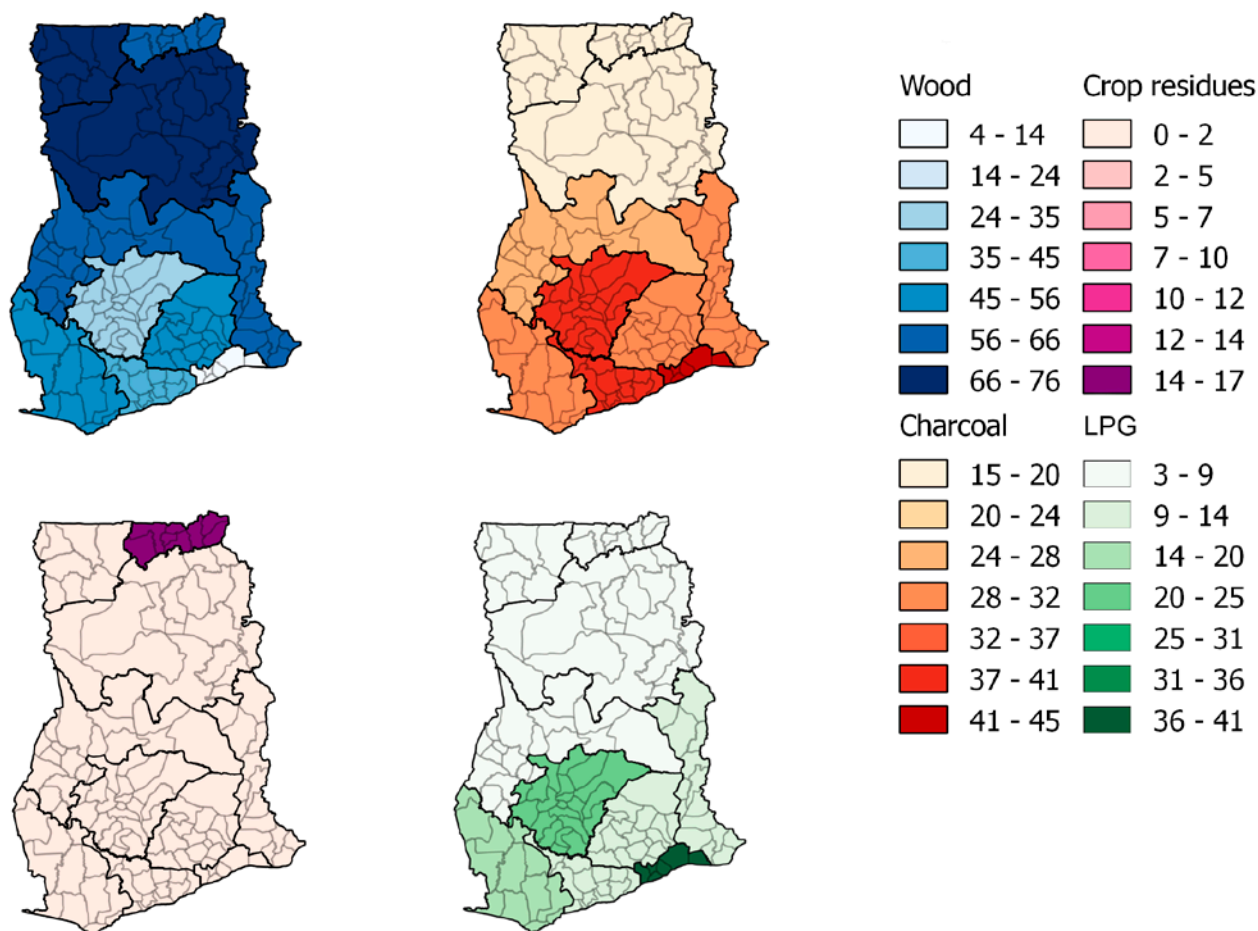 Wood Crop residues
4 - 14 0 - 2
14 - 24 2 - 5
24 - 35 5 - 7
35 - 45 7 - 10
45 - 56 10 - 12
56 - 66 12 - 14
66 - 76 14 - 17
Charcoal LPG
15 - 20 3 - 9
20 - 24 9 - 14
24 - 28 14 - 20
28 - 32 20 - 25
32 - 37 25 - 31
37 - 41 31 - 36
41 - 45 36 - 41